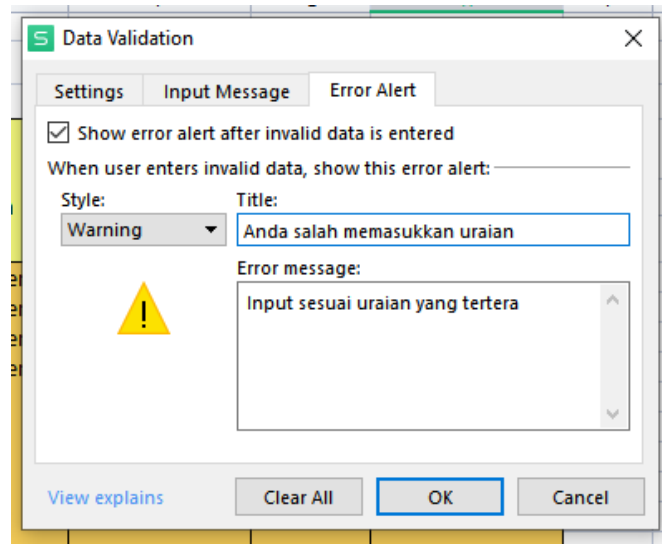 S Data Validation
Settings Input Message Error Alert
Show error alert after invalid data is entered
When user enters invalid data, show this error alert:
Style: Title:
Warning Anda salah memasukkan uraian
Error message:
! Input sesuai uraian yang tertera
View explains Clear All OK Cancel